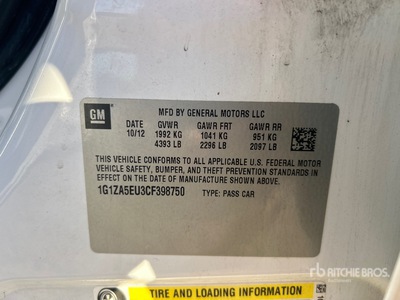 GM
MFD BY GENERAL MOTORS LLC
DATE GVWR GAWR FRT GAWR RR
10/12 1992 KG 1041 KG 951 KG
4393 LB 2296 LB 2097 LB
THIS VEHICLE CONFORMS TO ALL APPLICABLE U.S. FEDERAL MOTOR
VEHICLE SAFETY, BUMPER, AND THEFT PREVENTION STANDARDS IN
EFFECT ON THE DATE OF MANUFACTURE SHOWN ABOVE.
1G1ZA5EU3CF398750 TYPE: PASS CAR
rb RITCHIE BROS.
TIRE AND LOADING INFORMATION